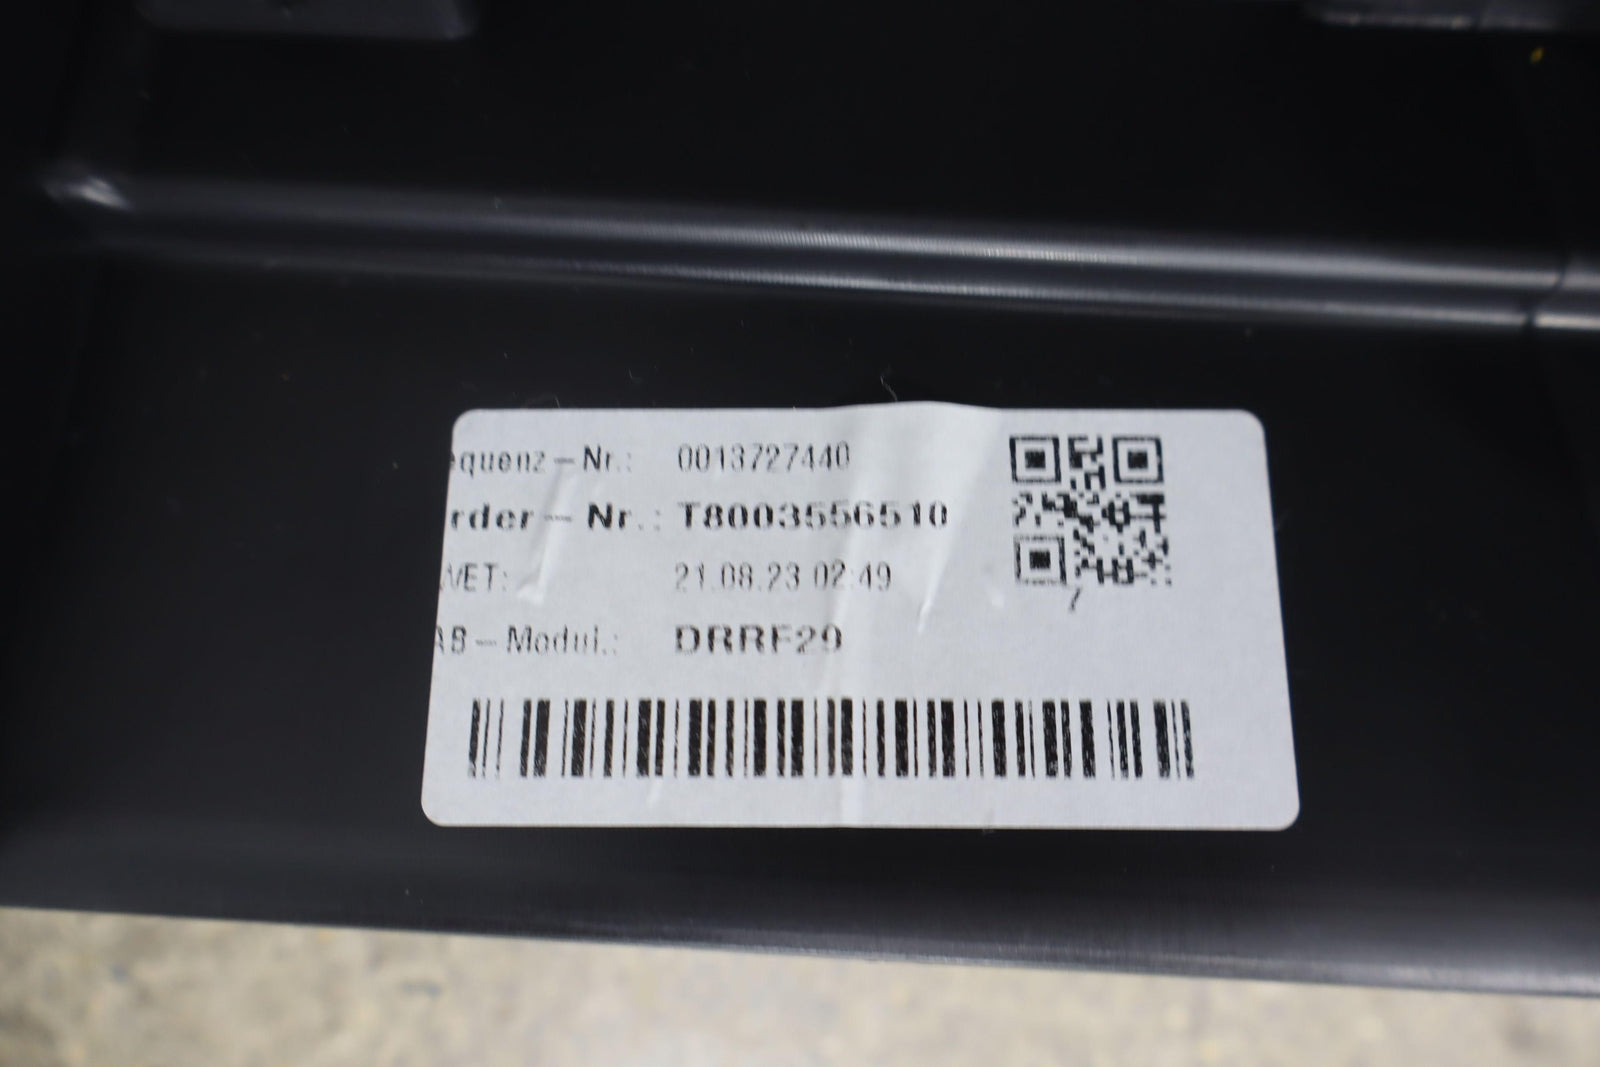 equenz-Nr.: 0013727440
rder-Nr.: T8003556510
VET: 21.08.23 02:49
AB-Modul.: DRRF29